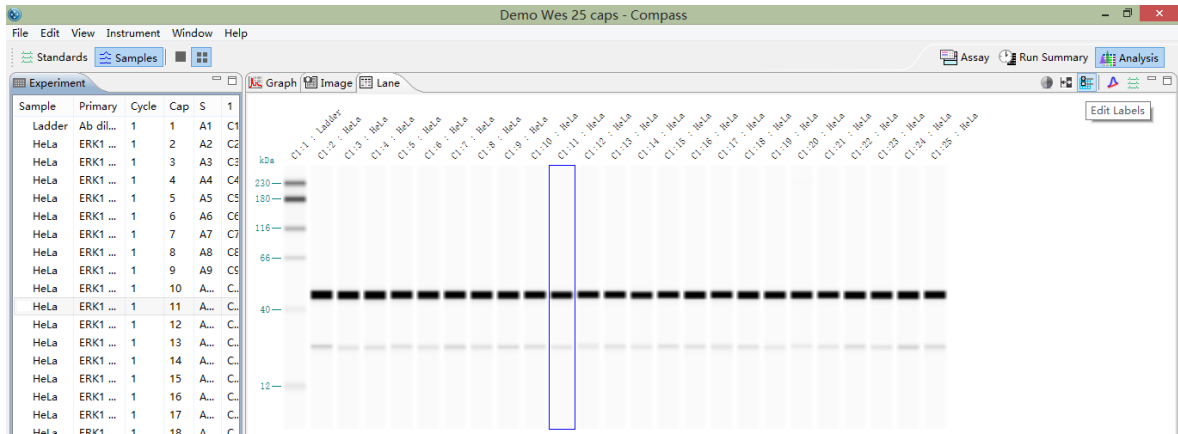 Demo Wes 25 caps - Compass
File Edit View Instrument Window Help
Standards Samples Assay Run Summary Analysis
Experiment Graph Image Lane
Edit Labels
Sample Primary Cycle Cap S 1
Ladder Ab dil... 1 1 A1 C1
HeLa ERK1 ... 1 2 A2 C2
HeLa ERK1 ... 1 3 A3 C3
HeLa ERK1 ... 1 4 A4 C4
HeLa ERK1 ... 1 5 A5 C5
HeLa ERK1 ... 1 6 A6 C6
HeLa ERK1 ... 1 7 A7 C7
HeLa ERK1 ... 1 8 A8 C8
HeLa ERK1 ... 1 9 A9 C9
HeLa ERK1 ... 1 10 A... C..
HeLa ERK1 ... 1 11 A... C..
HeLa ERK1 ... 1 12 A... C..
HeLa ERK1 ... 1 13 A... C..
HeLa ERK1 ... 1 14 A... C..
HeLa ERK1 ... 1 15 A... C..
HeLa ERK1 ... 1 16 A... C..
HeLa ERK1 ... 1 17 A... C..
HeLa ERK1 1 18 A C
C1:1 : Ladder
C1:2 : HeLa
C1:3 : HeLa
C1:4 : HeLa
C1:5 : HeLa
C1:6 : HeLa
C1:7 : HeLa
C1:8 : HeLa
C1:9 : HeLa
C1:10 : HeLa
C1:11 : HeLa
C1:12 : HeLa
C1:13 : HeLa
C1:14 : HeLa
C1:15 : HeLa
C1:16 : HeLa
C1:17 : HeLa
C1:18 : HeLa
C1:19 : HeLa
C1:20 : HeLa
C1:21 : HeLa
C1:22 : HeLa
C1:23 : HeLa
C1:24 : HeLa
C1:25 : HeLa
kDa
230
180
116
66
40
12